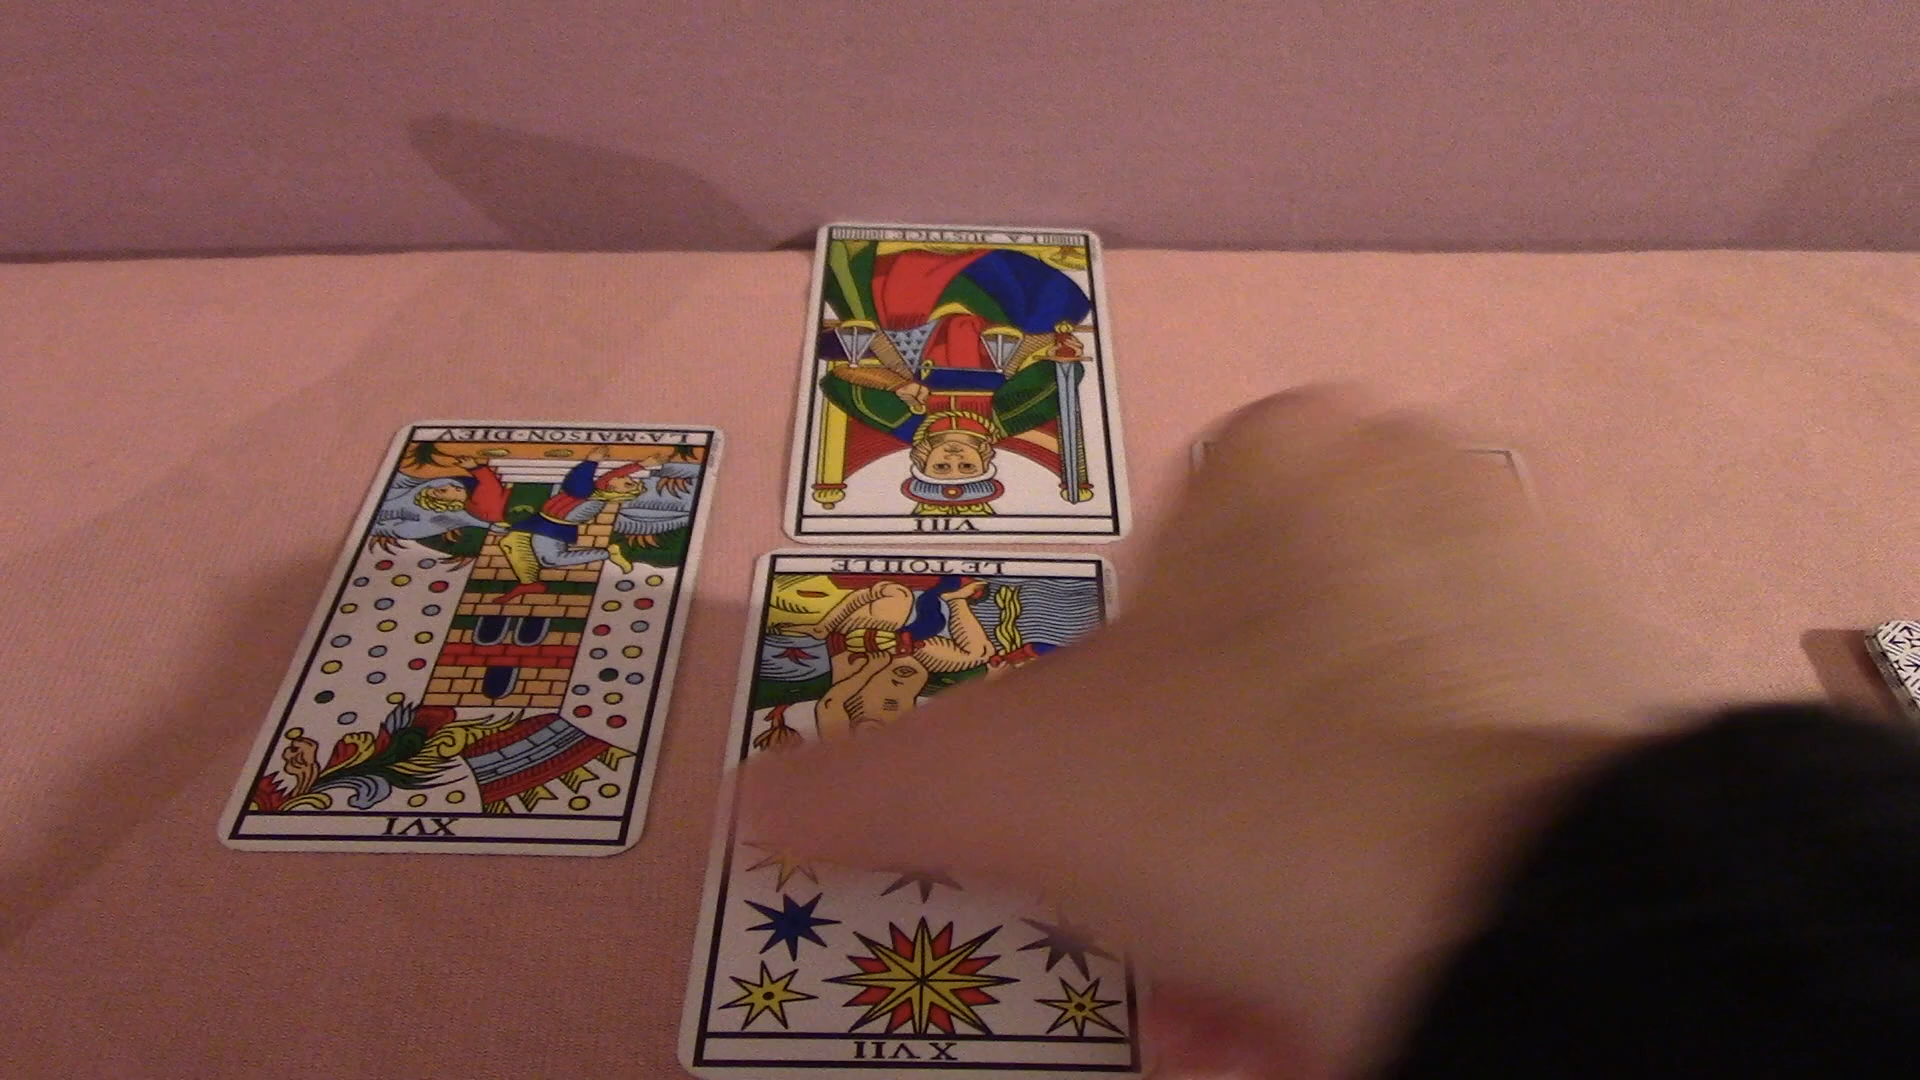 LA JUSTICE
VIII
LA·MAISON·DIEV
XVI
LE TOILLE
XVII